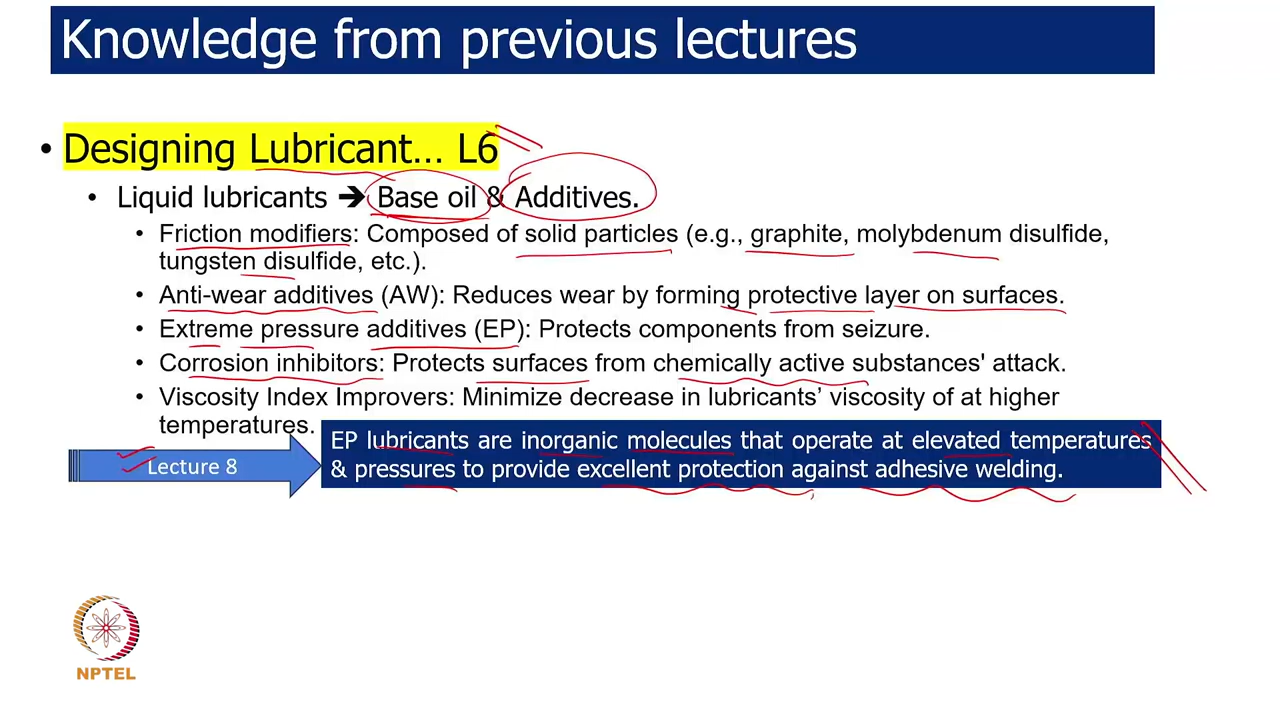 Knowledge from previous lectures
• Designing Lubricant... L6
• Liquid lubricants ➔ Base oil & Additives.
• Friction modifiers: Composed of solid particles (e.g., graphite, molybdenum disulfide,
tungsten disulfide, etc.).
• Anti-wear additives (AW): Reduces wear by forming protective layer on surfaces.
• Extreme pressure additives (EP): Protects components from seizure.
• Corrosion inhibitors: Protects surfaces from chemically active substances' attack.
• Viscosity Index Improvers: Minimize decrease in lubricants’ viscosity of at higher
temperatures.
Lecture 8
EP lubricants are inorganic molecules that operate at elevated temperatures
& pressures to provide excellent protection against adhesive welding.
NPTEL